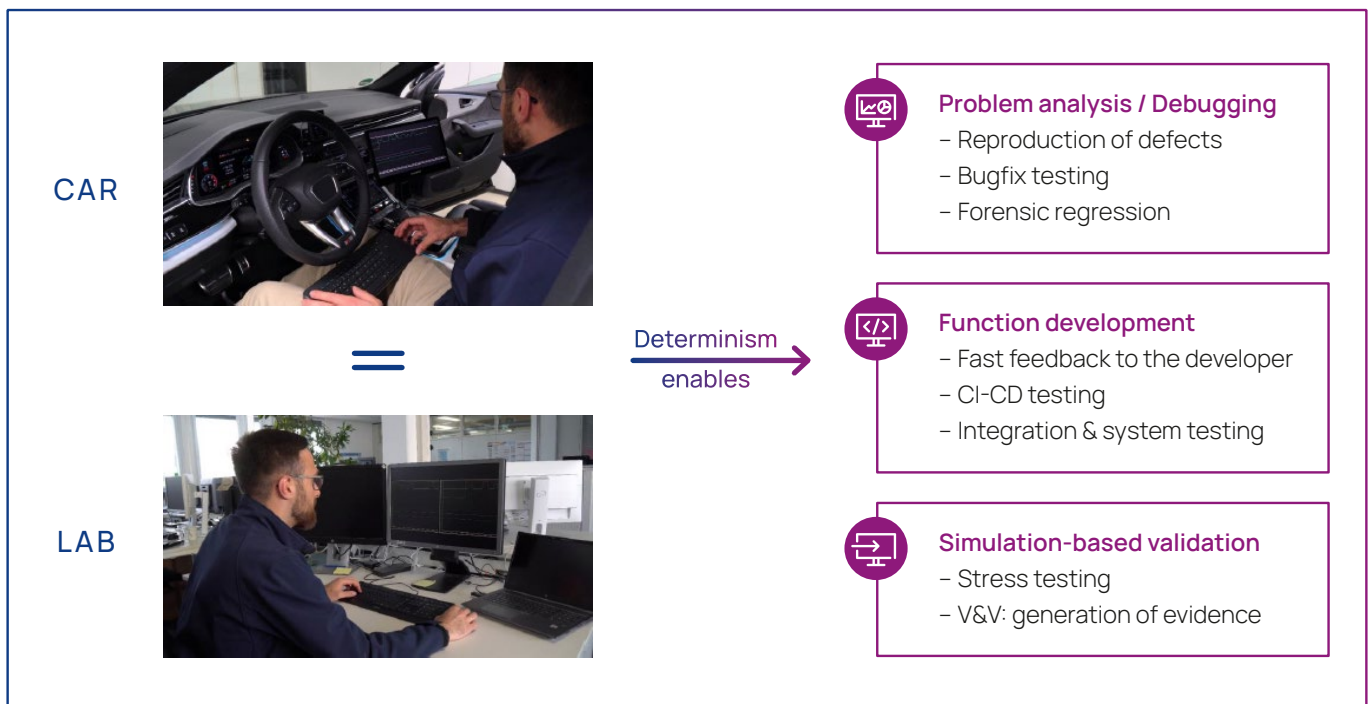 CAR
=
LAB
Determinism
enables
Problem analysis / Debugging
– Reproduction of defects
– Bugfix testing
– Forensic regression
</>
Function development
– Fast feedback to the developer
– CI-CD testing
– Integration & system testing
Simulation-based validation
– Stress testing
– V&V: generation of evidence